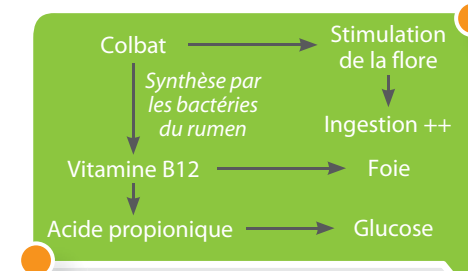 Colbat
Stimulation
de la flore
Synthèse par
les bactéries
du rumen
Ingestion ++
Vitamine B12
Foie
Acide propionique
Glucose